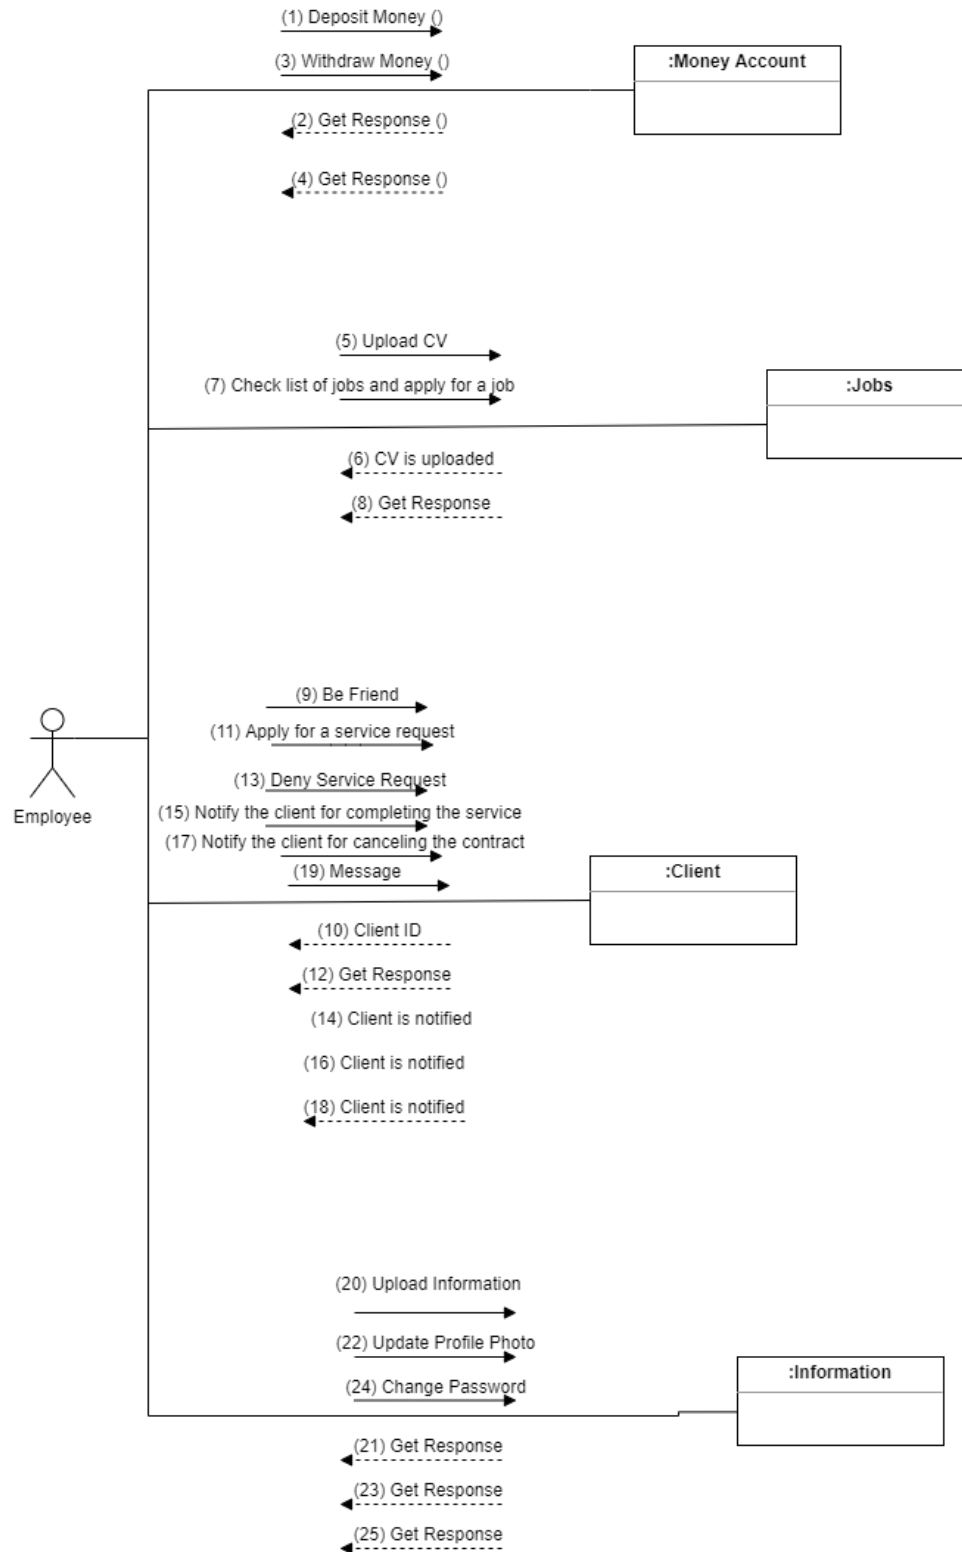 (1) Deposit Money ()
(3) Withdraw Money ()
:Money Account
(2) Get Response ()
(4) Get Response ()
(5) Upload CV
(7) Check list of jobs and apply for a job
:Jobs
(6) CV is uploaded
(8) Get Response
(9) Be Friend
(11) Apply for a service request
(13) Deny Service Request
Employee
(15) Notify the client for completing the service
(17) Notify the client for canceling the contract
(19) Message
:Client
(10) Client ID
(12) Get Response
(14) Client is notified
(16) Client is notified
(18) Client is notified
(20) Upload Information
(22) Update Profile Photo
(24) Change Password
:Information
(21) Get Response
(23) Get Response
(25) Get Response